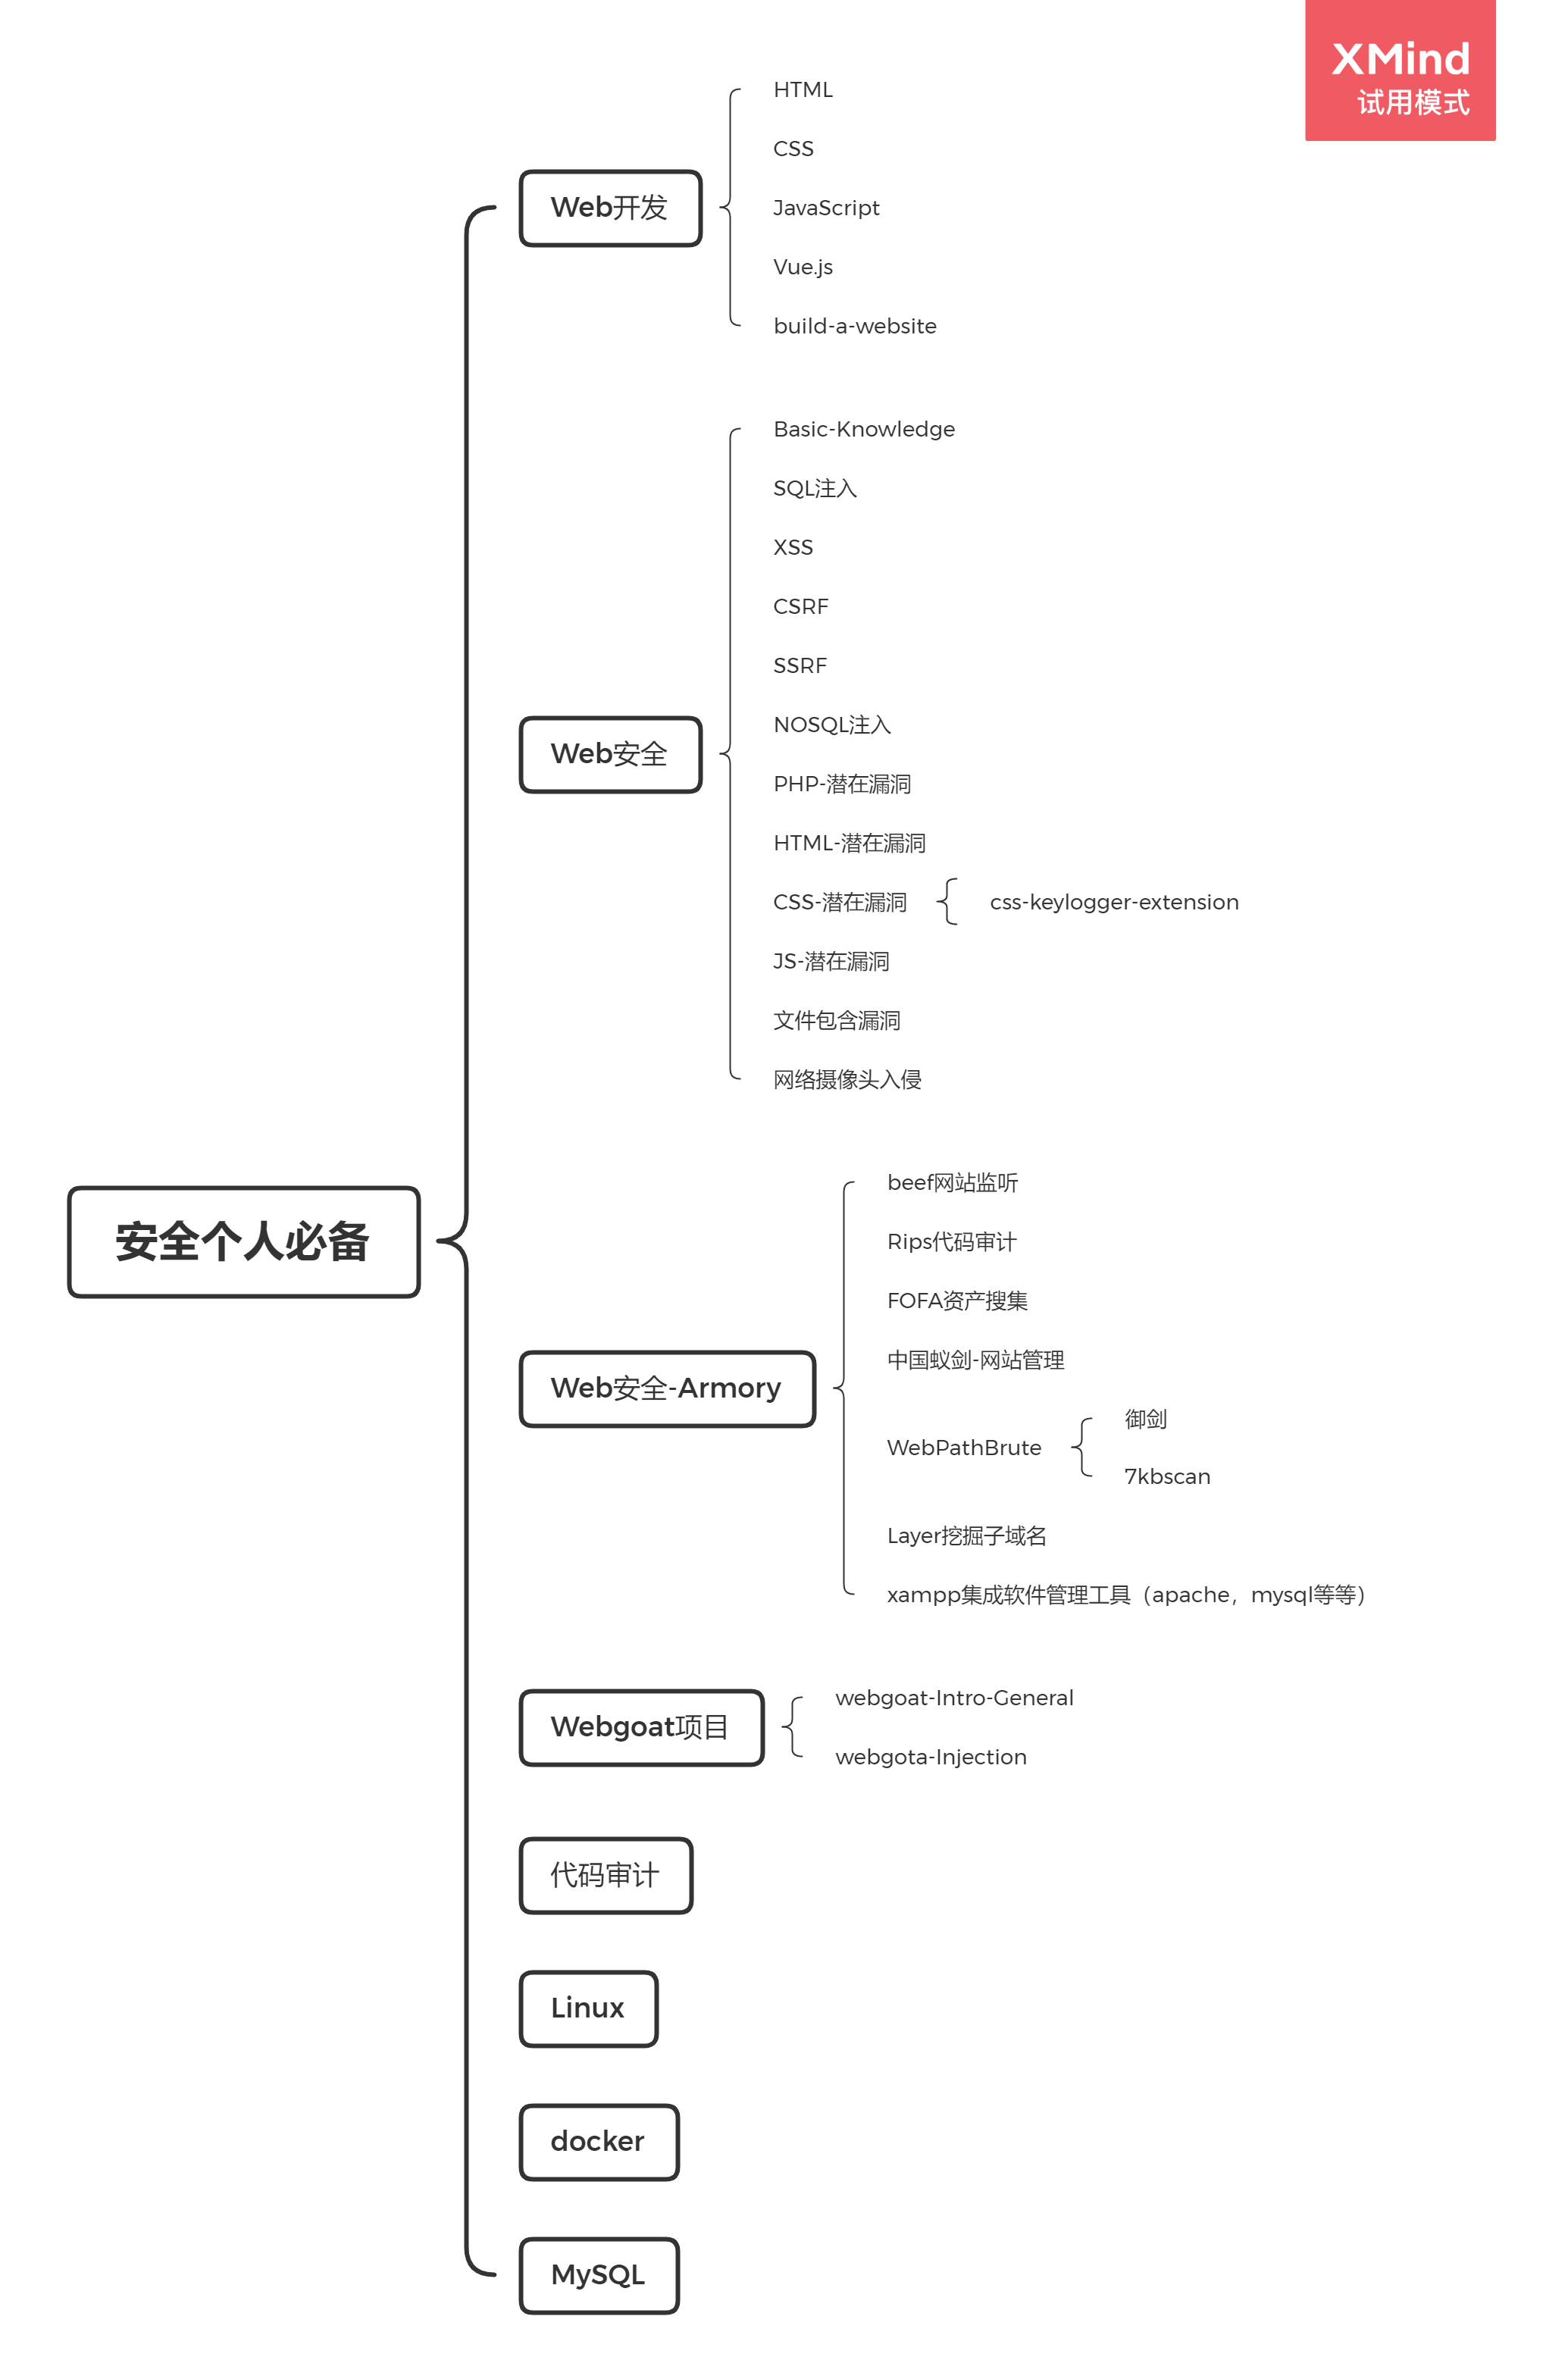 XMind
试用模式
安全个人必备
Web开发
HTML
CSS
JavaScript
Vue.js
build-a-website
Web安全
Basic-Knowledge
SQL注入
XSS
CSRF
SSRF
NOSQL注入
PHP-潜在漏洞
HTML-潜在漏洞
CSS-潜在漏洞
css-keylogger-extension
JS-潜在漏洞
文件包含漏洞
网络摄像头入侵
Web安全-Armory
beef网站监听
Rips代码审计
FOFA资产搜集
中国蚁剑-网站管理
WebPathBrute
御剑
7kbscan
Layer挖掘子域名
xampp集成软件管理工具（apache，mysql等等）
Webgoat项目
webgoat-Intro-General
webgota-Injection
代码审计
Linux
docker
MySQL